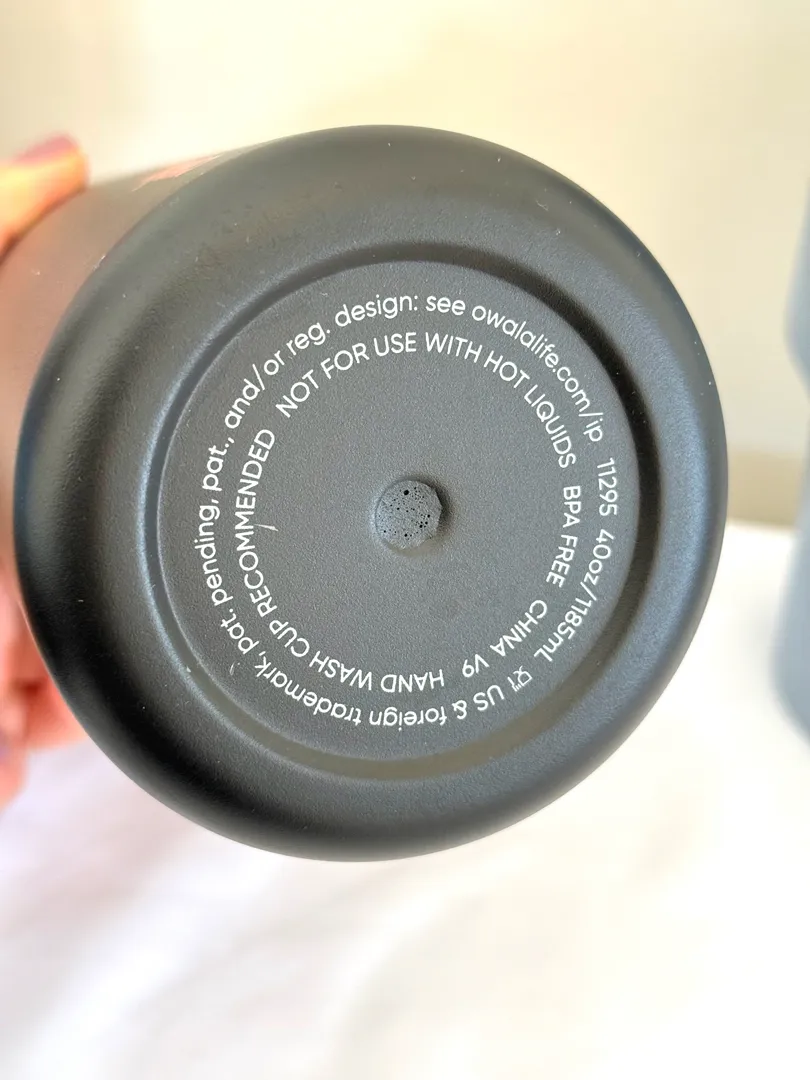 US & foreign trademark, pat. pending, pat., and/or reg. design: see owalalife.com/ip 11295 40oz/1185mL
HAND WASH CUP RECOMMENDED NOT FOR USE WITH HOT LIQUIDS BPA FREE CHINA V9